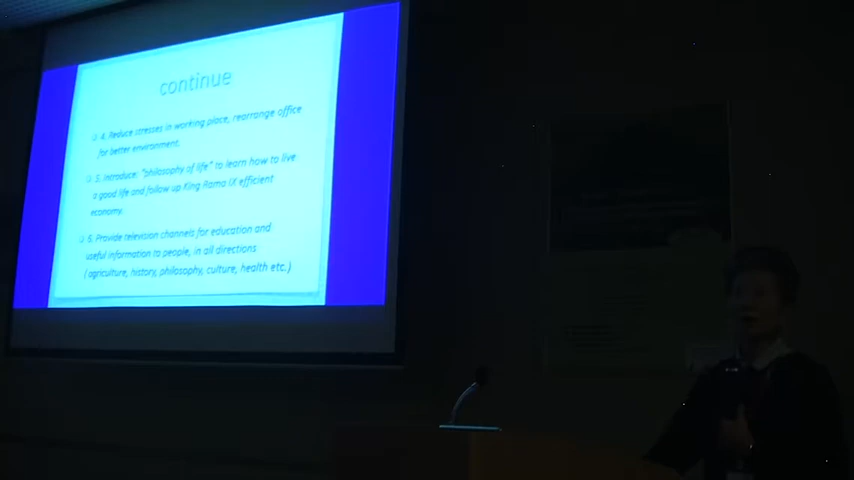 continue
4. Reduce stresses in working place, rearrange office
for better environment.
5. Introduce "philosophy of life" to learn how to live
a good life and follow up King Rama IX efficient
economy.
6. Provide television channels for education and
useful information to people, in all directions
(agriculture, history, philosophy, culture, health etc.)